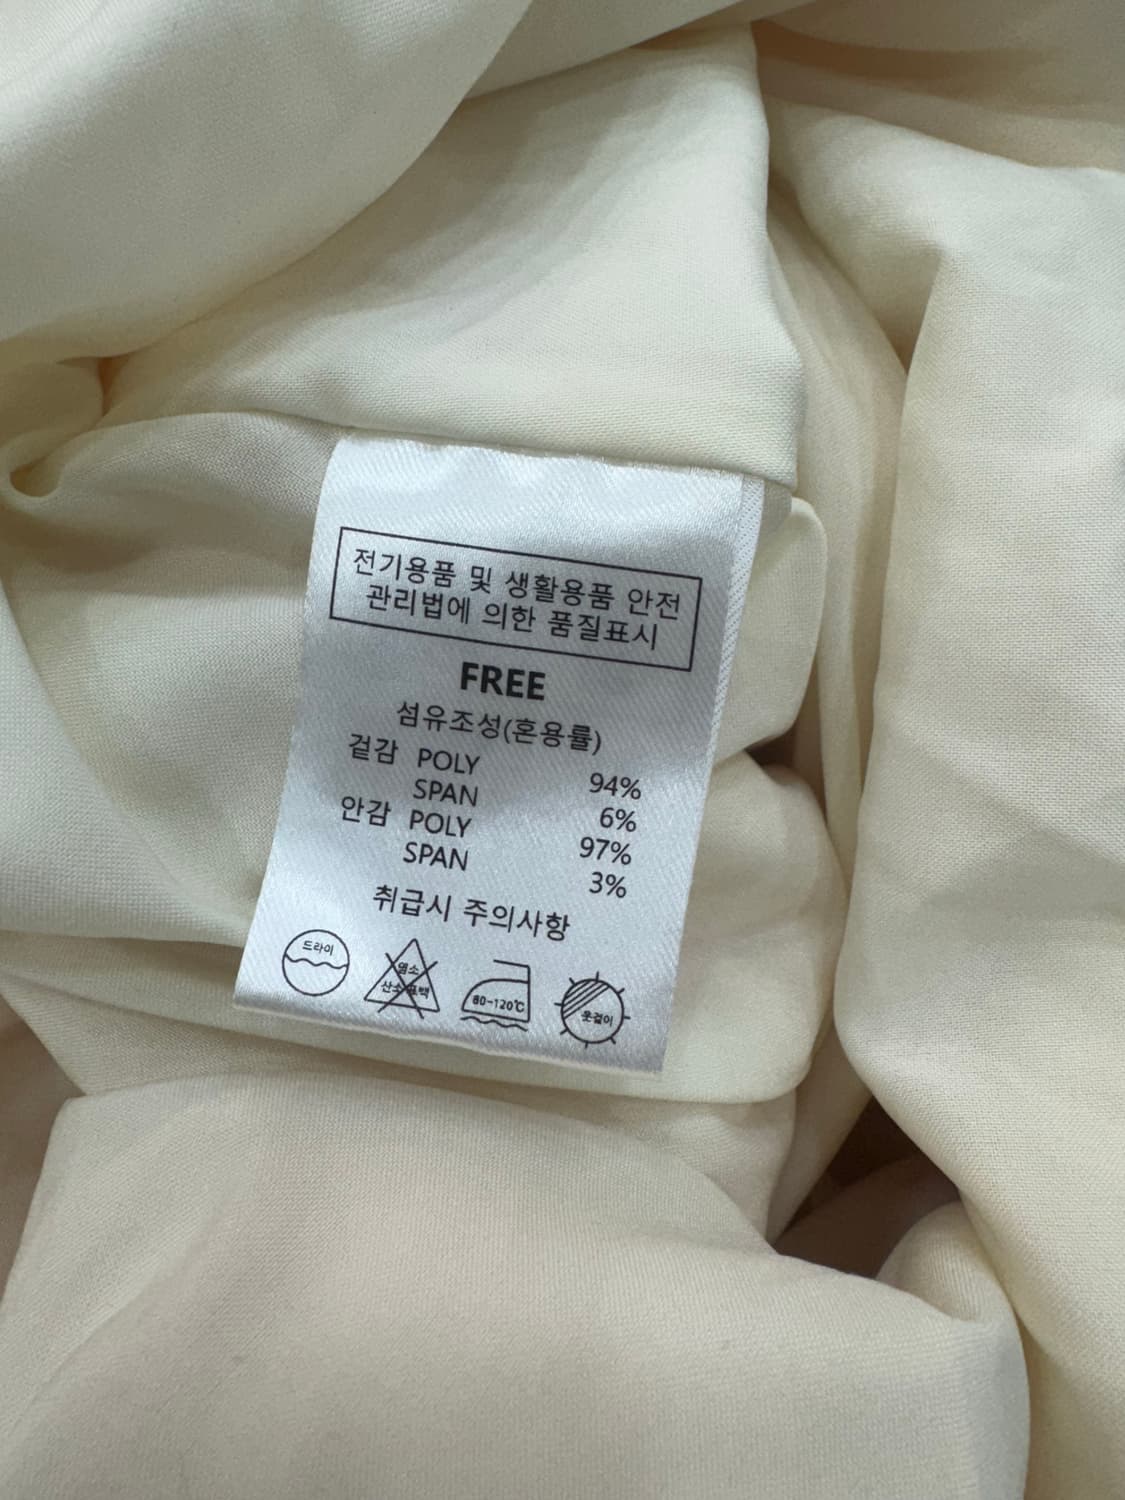 전기용품 및 생활용품 안전
관리법에 의한 품질표시
FREE
섬유조성(혼용률)
겉감 POLY 94%
SPAN 6%
안감 POLY 97%
SPAN 3%
취급시 주의사항
드라이
염소
산소표백
80~120℃
옷걸이